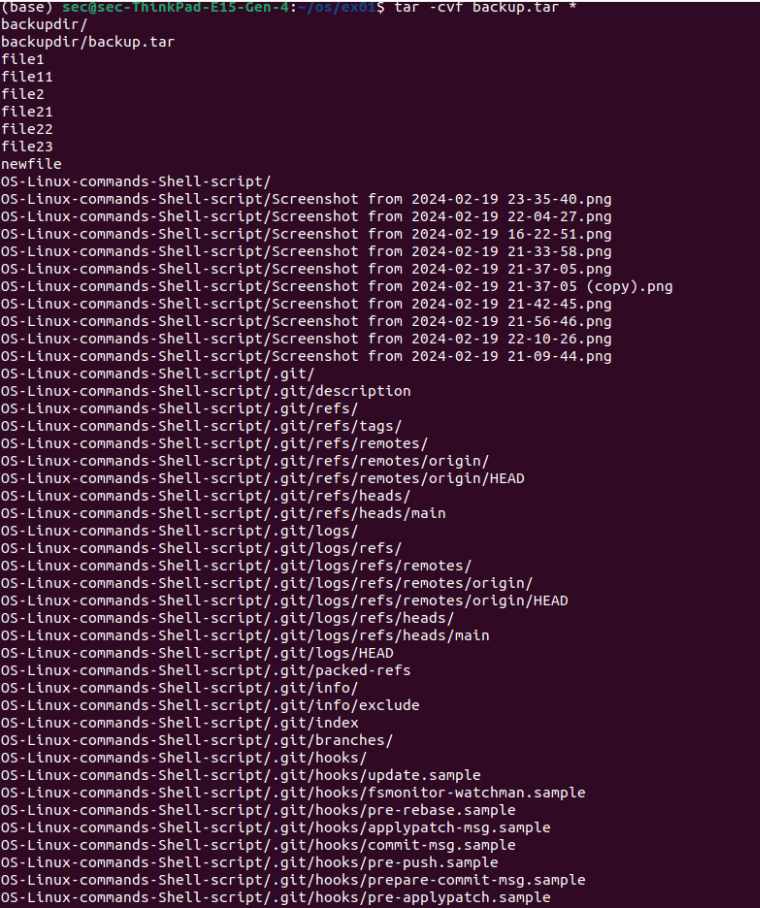 (base) sec@sec-ThinkPad-E15-Gen-4:~/os/ex01$ tar -cvf backup.tar *
backupdir/
backupdir/backup.tar
file1
file11
file2
file21
file22
file23
newfile
OS-Linux-commands-Shell-script/
OS-Linux-commands-Shell-script/Screenshot from 2024-02-19 23-35-40.png
OS-Linux-commands-Shell-script/Screenshot from 2024-02-19 22-04-27.png
OS-Linux-commands-Shell-script/Screenshot from 2024-02-19 16-22-51.png
OS-Linux-commands-Shell-script/Screenshot from 2024-02-19 21-33-58.png
OS-Linux-commands-Shell-script/Screenshot from 2024-02-19 21-37-05.png
OS-Linux-commands-Shell-script/Screenshot from 2024-02-19 21-37-05 (copy).png
OS-Linux-commands-Shell-script/Screenshot from 2024-02-19 21-42-45.png
OS-Linux-commands-Shell-script/Screenshot from 2024-02-19 21-56-46.png
OS-Linux-commands-Shell-script/Screenshot from 2024-02-19 22-10-26.png
OS-Linux-commands-Shell-script/Screenshot from 2024-02-19 21-09-44.png
OS-Linux-commands-Shell-script/.git/
OS-Linux-commands-Shell-script/.git/description
OS-Linux-commands-Shell-script/.git/refs/
OS-Linux-commands-Shell-script/.git/refs/tags/
OS-Linux-commands-Shell-script/.git/refs/remotes/
OS-Linux-commands-Shell-script/.git/refs/remotes/origin/
OS-Linux-commands-Shell-script/.git/refs/remotes/origin/HEAD
OS-Linux-commands-Shell-script/.git/refs/heads/
OS-Linux-commands-Shell-script/.git/refs/heads/main
OS-Linux-commands-Shell-script/.git/logs/
OS-Linux-commands-Shell-script/.git/logs/refs/
OS-Linux-commands-Shell-script/.git/logs/refs/remotes/
OS-Linux-commands-Shell-script/.git/logs/refs/remotes/origin/
OS-Linux-commands-Shell-script/.git/logs/refs/remotes/origin/HEAD
OS-Linux-commands-Shell-script/.git/logs/refs/heads/
OS-Linux-commands-Shell-script/.git/logs/refs/heads/main
OS-Linux-commands-Shell-script/.git/logs/HEAD
OS-Linux-commands-Shell-script/.git/packed-refs
OS-Linux-commands-Shell-script/.git/info/
OS-Linux-commands-Shell-script/.git/info/exclude
OS-Linux-commands-Shell-script/.git/index
OS-Linux-commands-Shell-script/.git/branches/
OS-Linux-commands-Shell-script/.git/hooks/
OS-Linux-commands-Shell-script/.git/hooks/update.sample
OS-Linux-commands-Shell-script/.git/hooks/fsmonitor-watchman.sample
OS-Linux-commands-Shell-script/.git/hooks/pre-rebase.sample
OS-Linux-commands-Shell-script/.git/hooks/applypatch-msg.sample
OS-Linux-commands-Shell-script/.git/hooks/commit-msg.sample
OS-Linux-commands-Shell-script/.git/hooks/pre-push.sample
OS-Linux-commands-Shell-script/.git/hooks/prepare-commit-msg.sample
OS-Linux-commands-Shell-script/.git/hooks/pre-applypatch.sample